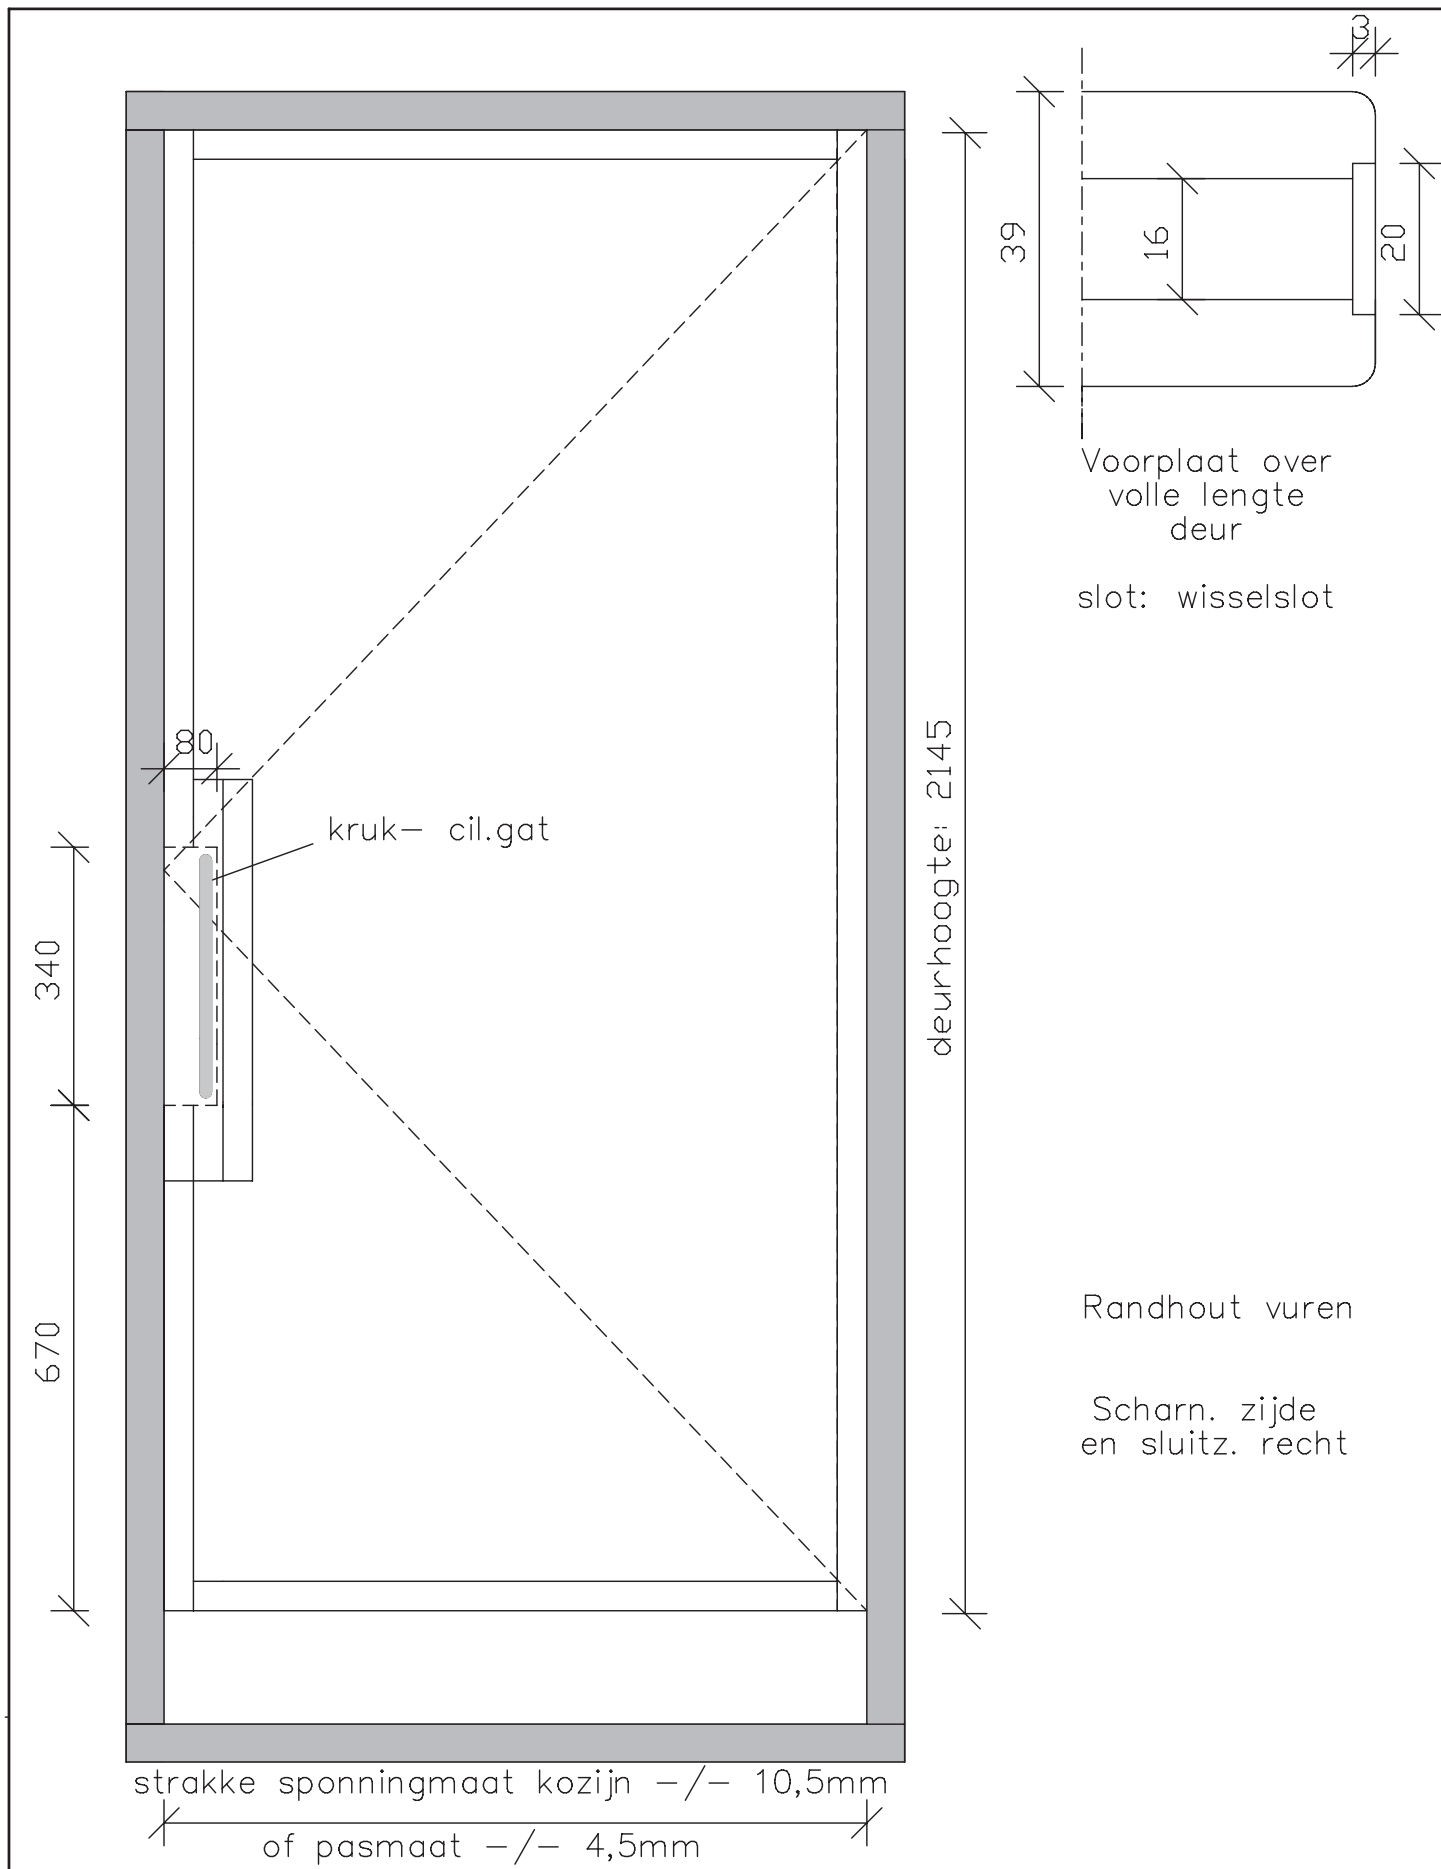 3
39
16
20
Voorplaat over
volle lengte
deur
slot: wisselslot
80
kruk- cil.gat
deurhoogte: 2145
340
670
Randhout vuren
Scharn. zijde
en sluitz. recht
strakke sponningmaat kozijn -/- 10,5mm
of pasmaat -/- 4,5mm